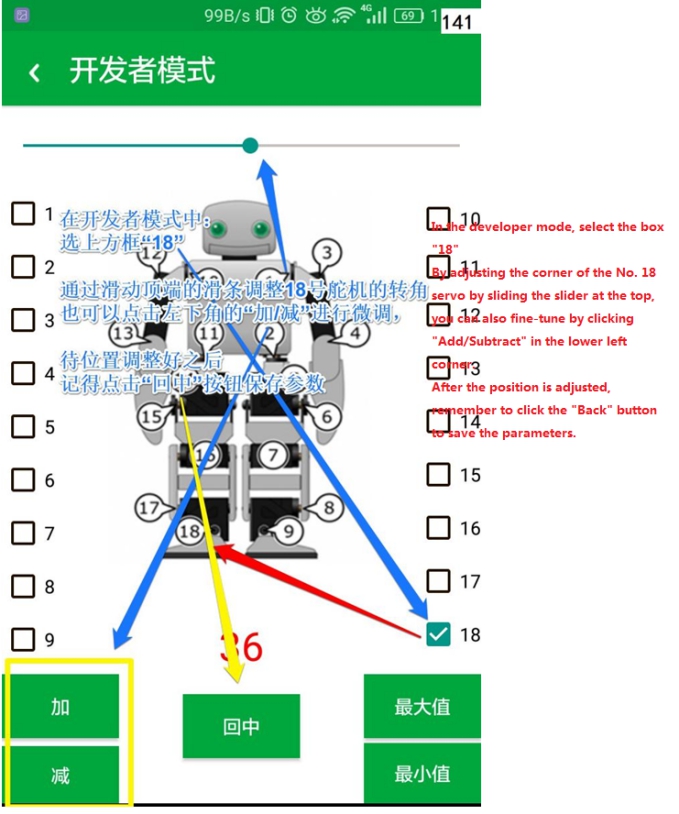 99B/s 4G 69 1
141
开发者模式
1
2
3
4
5
6
7
8
9
在开发者模式中：
选上方框“18”
通过滑动顶端的滑条调整18号舵机的转角
也可以点击左下角的“加/减”进行微调，
待位置调整好之后
记得点击“回中”按钮保存参数
12
3
13
11
2
4
15
6
16
7
17
8
18
9
10
11
12
13
14
15
16
17
18
In the developer mode, select the box
"18"
By adjusting the corner of the No. 18
servo by sliding the slider at the top,
you can also fine-tune by clicking
"Add/Subtract" in the lower left
corner.
After the position is adjusted,
remember to click the "Back" button
to save the parameters.
36
加
减
回中
最大值
最小值